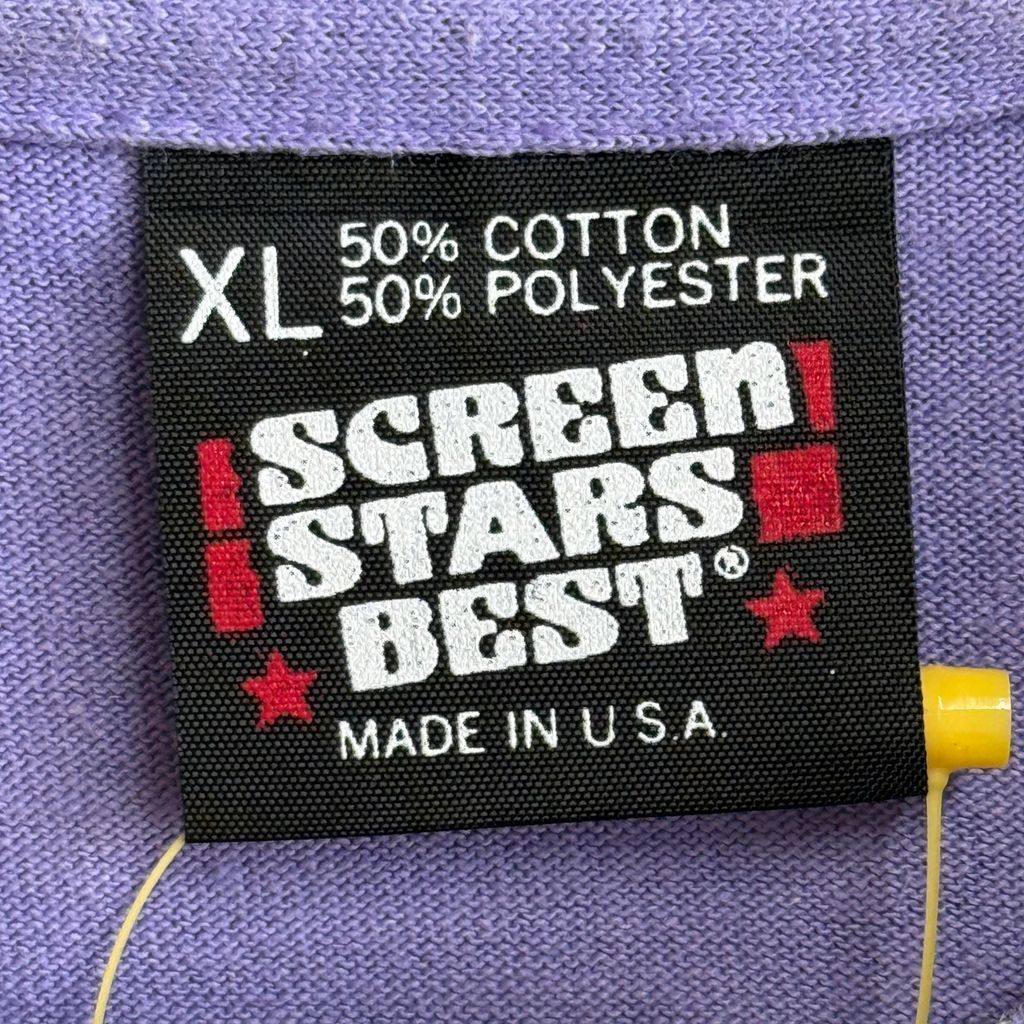 XL
50% COTTON
50% POLYESTER
SCREEN
STARS
BEST®
MADE IN U S.A.